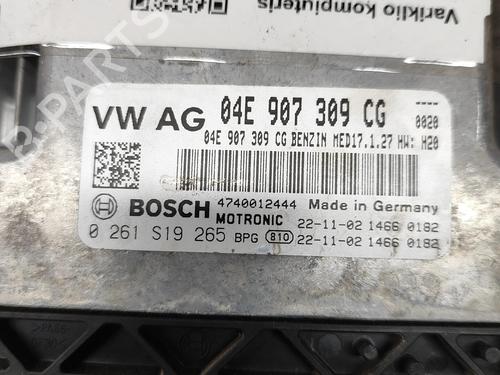 Variklio kompiuteris
B-PARTS
VW AG 04E 907 309 CG ----
0020
04E 907 309 CG BENZIN MED17.1.27 HW: H20
BOSCH 4740012444 Made in Germany
MOTRONIC 22-11-02 1466 0182
0 261 S19 265 BPG 810 22-11-02 1466 0182